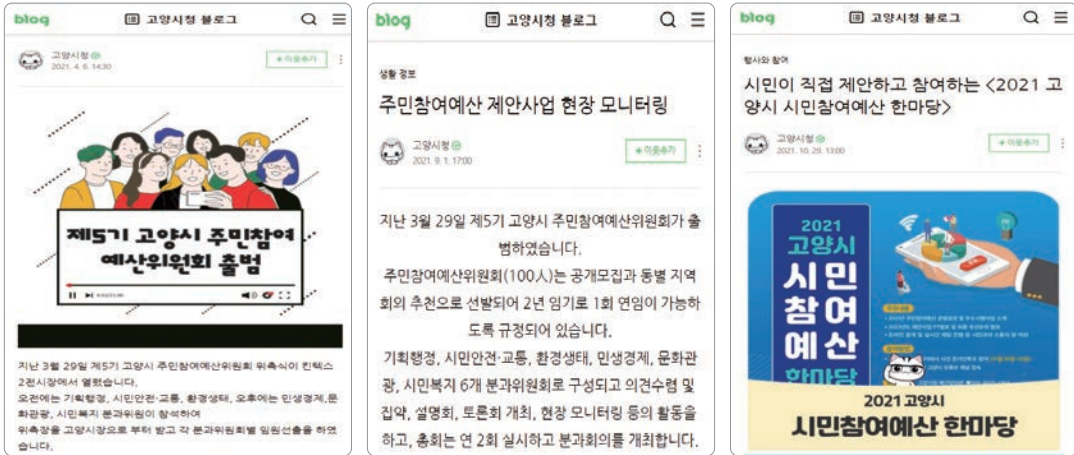 blog
고양시청 블로그
고양시청
2021. 4. 6. 14:30
+이웃추가
제5기 고양시 주민참여
예산위원회 출범
지난 3월 29일 제5기 고양시 주민참여예산위원회 위촉식이 킨텍스
2전시장에서 열렸습니다.
오전에는 기획행정, 시민안전·교통, 환경생태, 오후에는 민생경제,문
화관광, 시민복지 분과위원이 참석하여
위촉장을 고양시장으로 부터 받고 각 분과위원회별 임원선출을 하였
습니다.
blog
고양시청 블로그
생활 정보
주민참여예산 제안사업 현장 모니터링
고양시청
2021. 9. 1. 17:00
+이웃추가
지난 3월 29일 제5기 고양시 주민참여예산위원회가 출
범하였습니다.
주민참여예산위원회(100人)는 공개모집과 동별 지역
회의 추천으로 선발되어 2년 임기로 1회 연임이 가능하
도록 규정되어 있습니다.
기획행정, 시민안전·교통, 환경생태, 민생경제, 문화관
광, 시민복지 6개 분과위원회로 구성되고 의견수렴 및
집약, 설명회, 토론회 개최, 현장 모니터링 등의 활동을
하고, 총회는 연 2회 실시하고 분과회의를 개최합니다.
blog
고양시청 블로그
행사와 참여
시민이 직접 제안하고 참여하는 <2021 고
양시 시민참여예산 한마당>
고양시청
2021. 10. 29. 13:00
+이웃추가
2021
고양시
시민
참여
예산
한마당
2021 고양시
시민참여예산 한마당